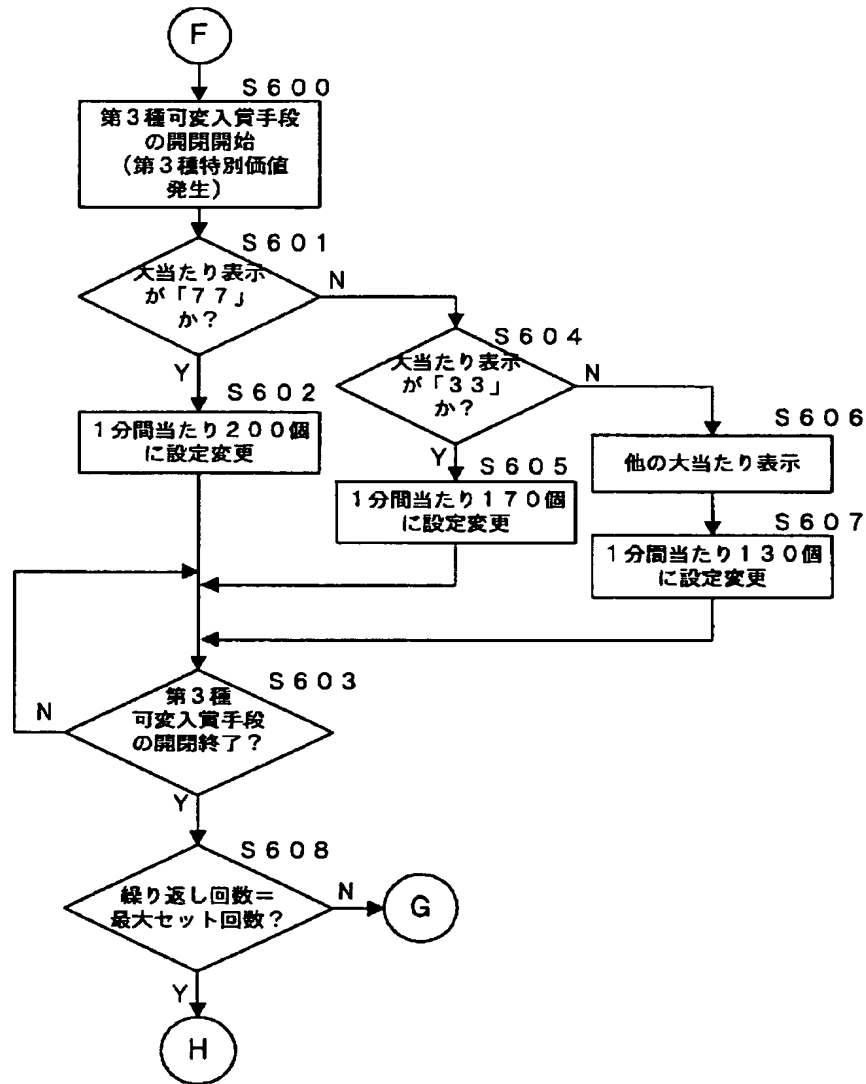 F
S600
第3種可変入賞手段
の開閉開始
(第3種特別価値
発生)
S601
大当たり表示
が「77」
か?
N
Y
S602
1分間当たり200個
に設定変更
S604
大当たり表示
が「33」
か?
N
Y
S605
1分間当たり170個
に設定変更
S606
他の大当たり表示
S607
1分間当たり130個
に設定変更
S603
第3種
可変入賞手段
の開閉終了?
N
Y
S608
繰り返し回数=
最大セット回数?
N
G
Y
H